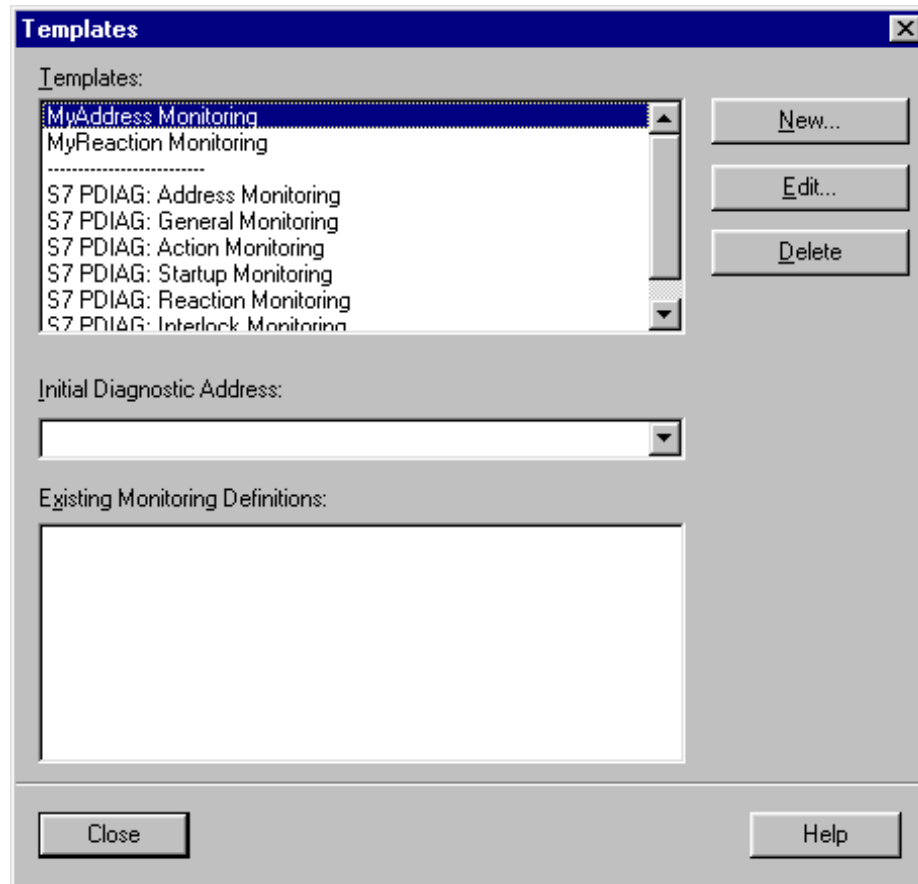 Templates
Templates:
MyAddress Monitoring
MyReaction Monitoring
--------------------------
S7 PDIAG: Address Monitoring
S7 PDIAG: General Monitoring
S7 PDIAG: Action Monitoring
S7 PDIAG: Startup Monitoring
S7 PDIAG: Reaction Monitoring
S7 PDIAG: Interlock Monitoring
New...
Edit...
Delete
Initial Diagnostic Address:
Existing Monitoring Definitions:
Close
Help